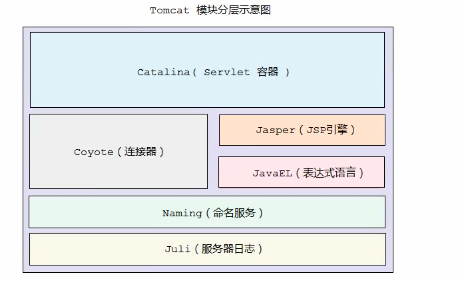 Tomcat 模块分层示意图
Catalina( Servlet 容器 )
Coyote（连接器）
Jasper（JSP引擎）
JavaEL（表达式语言）
Naming（命名服务）
Juli（服务器日志）